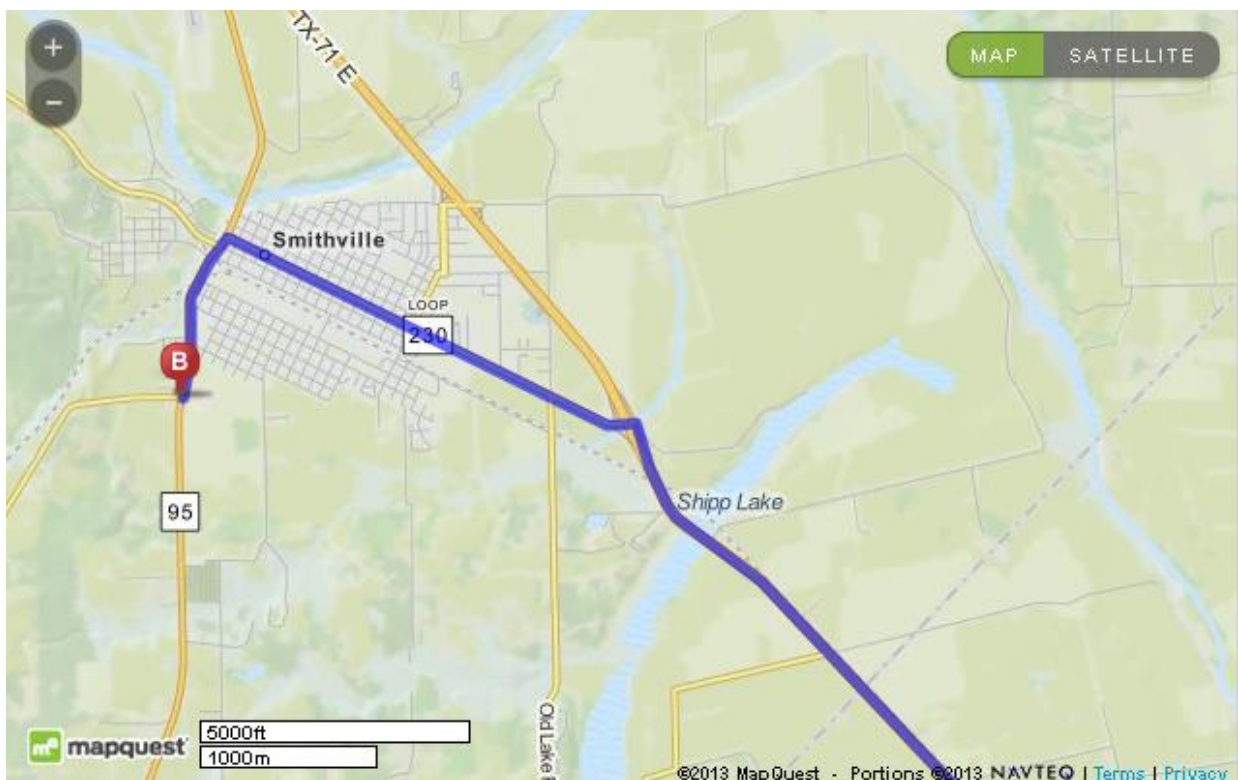 +
−
TX-71 E
MAP SATELLITE
Smithville
LOOP
230
B
95
Shipp Lake
Old Lake
mapquest
5000ft
1000m
©2013 MapQuest - Portions ©2013 NAVTEQ | Terms | Privacy